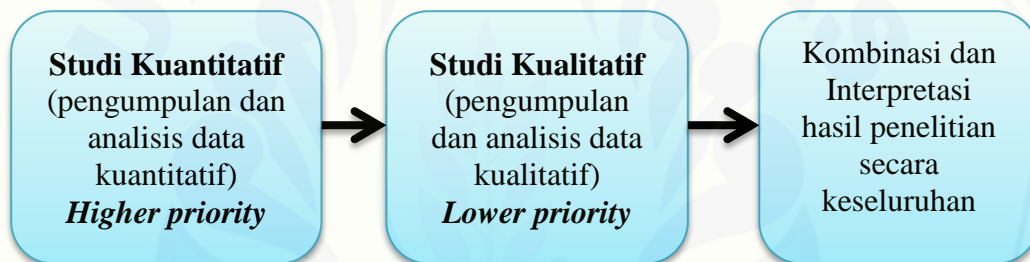 Studi Kuantitatif
(pengumpulan dan
analisis data
kuantitatif)
Higher priority
Studi Kualitatif
(pengumpulan
dan analisis data
kualitatif)
Lower priority
Kombinasi dan
Interpretasi
hasil penelitian
secara
keseluruhan